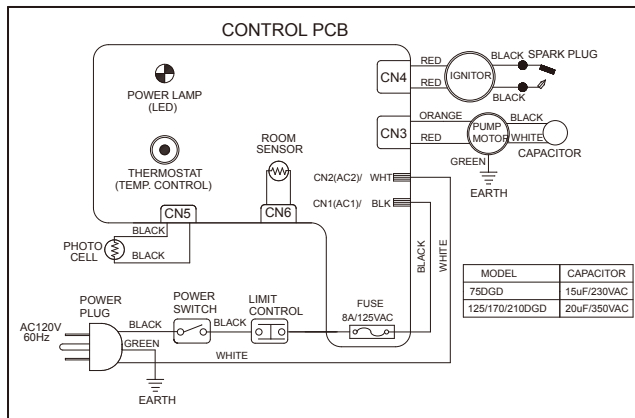 CONTROL PCB
POWER LAMP
(LED)
THERMOSTAT
(TEMP. CONTROL)
ROOM
SENSOR
CN4
RED
RED
IGNITOR
BLACK
BLACK
SPARK PLUG
CN3
ORANGE
RED
PUMP
MOTOR
BLACK
WHITE
CAPACITOR
GREEN
EARTH
CN2(AC2)/ WHT
CN1(AC1)/ BLK
CN5
CN6
BLACK
BLACK
PHOTO
CELL
BLACK
WHITE
MODEL CAPACITOR
75DGD 15uF/230VAC
125/170/210DGD 20uF/350VAC
AC120V
60Hz
POWER
PLUG
BLACK
GREEN
POWER
SWITCH
BLACK
LIMIT
CONTROL
FUSE
8A/125VAC
WHITE
EARTH